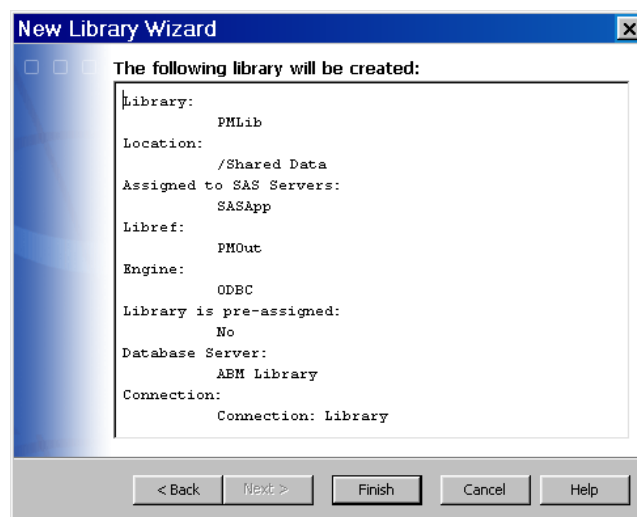 New Library Wizard
The following library will be created:
Library:
PMLib
Location:
/Shared Data
Assigned to SAS Servers:
SASApp
Libref:
PMOut
Engine:
ODBC
Library is pre-assigned:
No
Database Server:
ABM Library
Connection:
Connection: Library
< Back Next > Finish Cancel Help